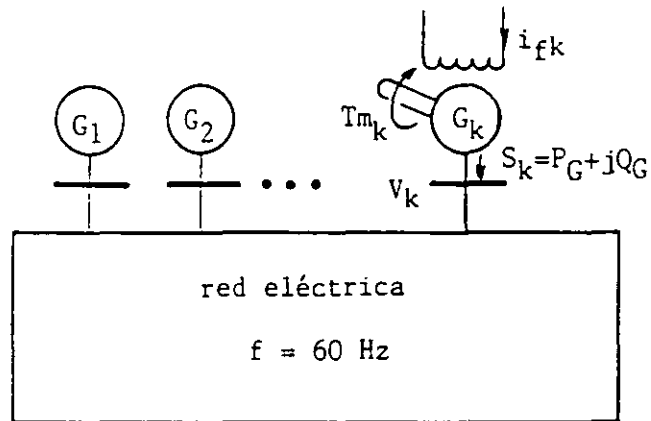 i_fk
G_1
G_2
Tm_k
G_k
S_k=P_G+jQ_G
V_k
red eléctrica
f = 60 Hz